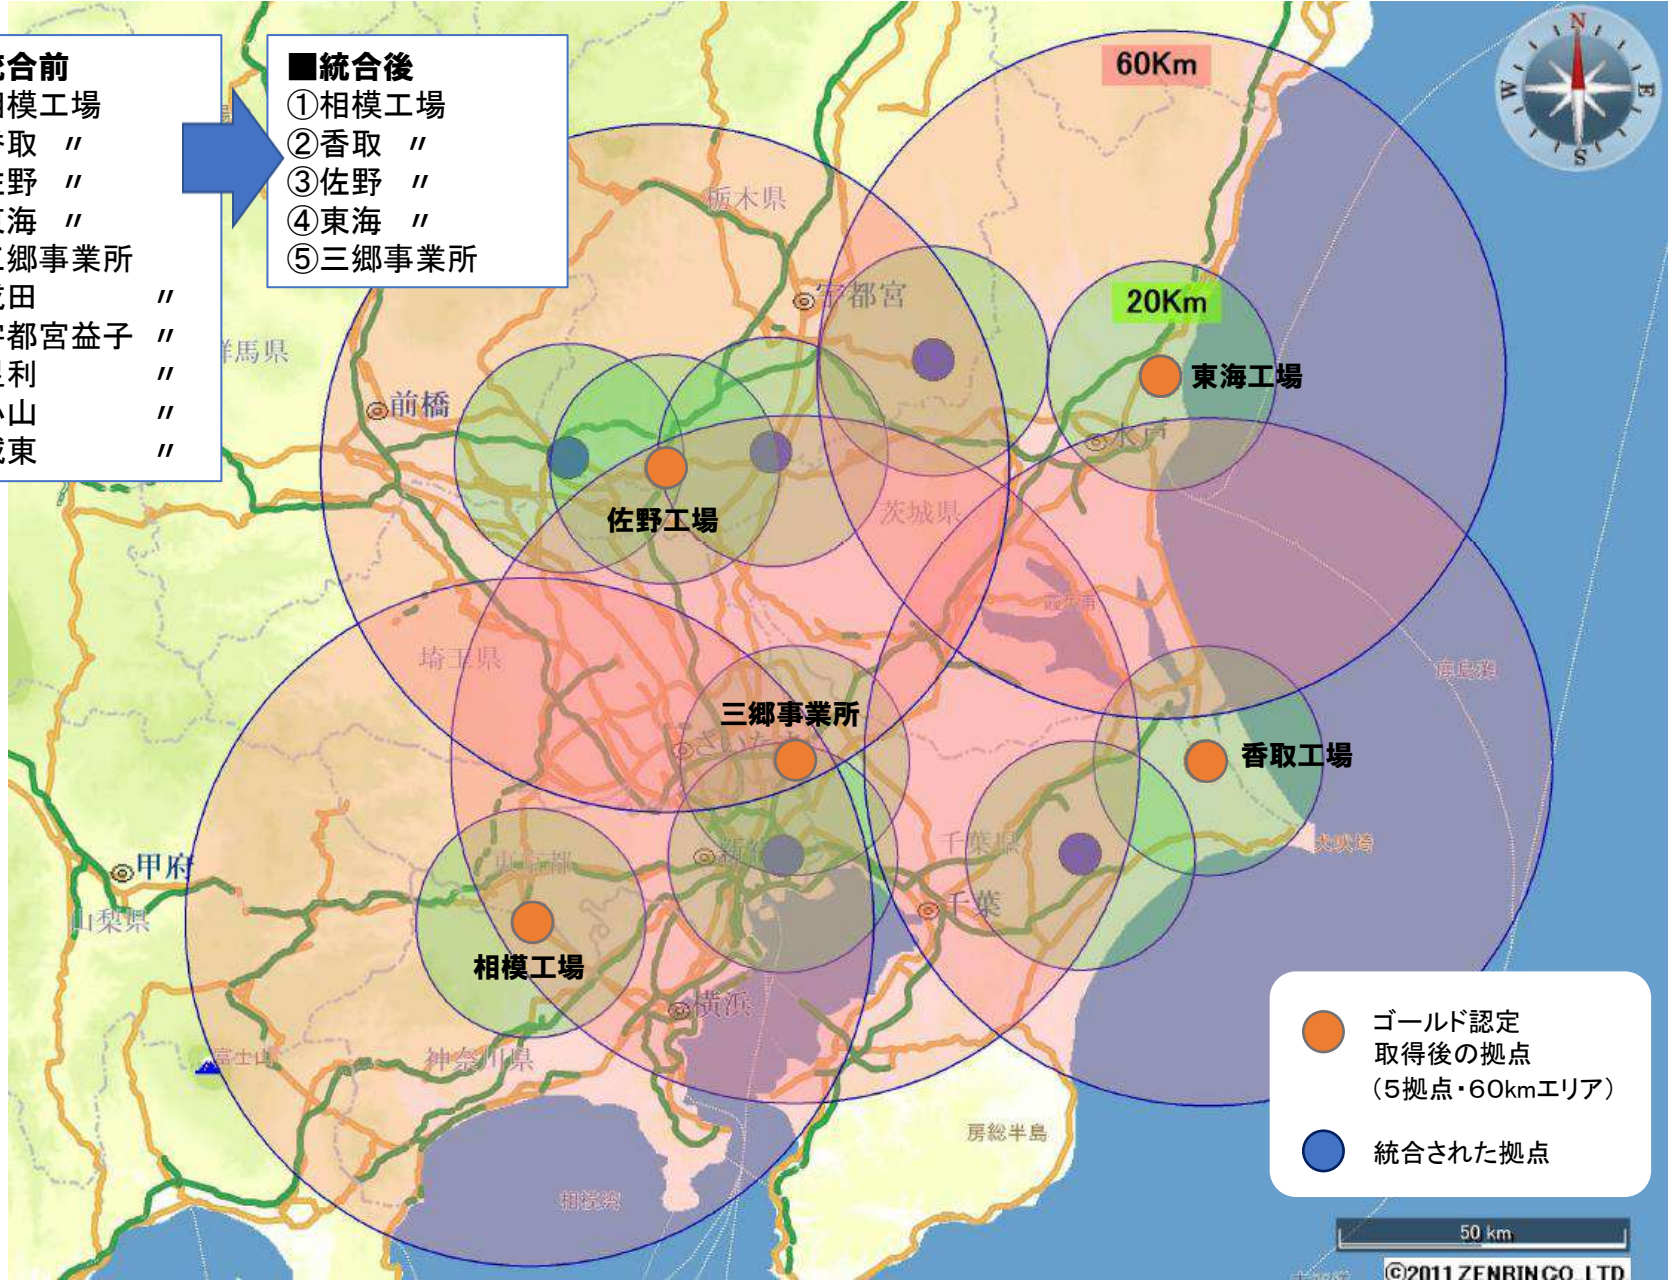 合前
模工場
取 〃
野 〃
海 〃
郷事業所
田 〃
都宮益子 〃
利 〃
山 〃
東 〃
■統合後
①相模工場
②香取 〃
③佐野 〃
④東海 〃
⑤三郷事業所
60Km
N
E
S
W
栃木県
宇都宮
20Km
東海工場
群馬県
前橋
水戸
佐野工場
茨城県
霞ヶ浦
埼玉県
鹿島灘
三郷事業所
さいたま
香取工場
犬吠埼
東京都
新宿
千葉県
甲府
千葉
山梨県
相模工場
横浜
富士山
神奈川県
房総半島
相模湾
ゴールド認定
取得後の拠点
（5拠点・60kmエリア）
統合された拠点
50 km
©2011 ZENRIN CO., LTD